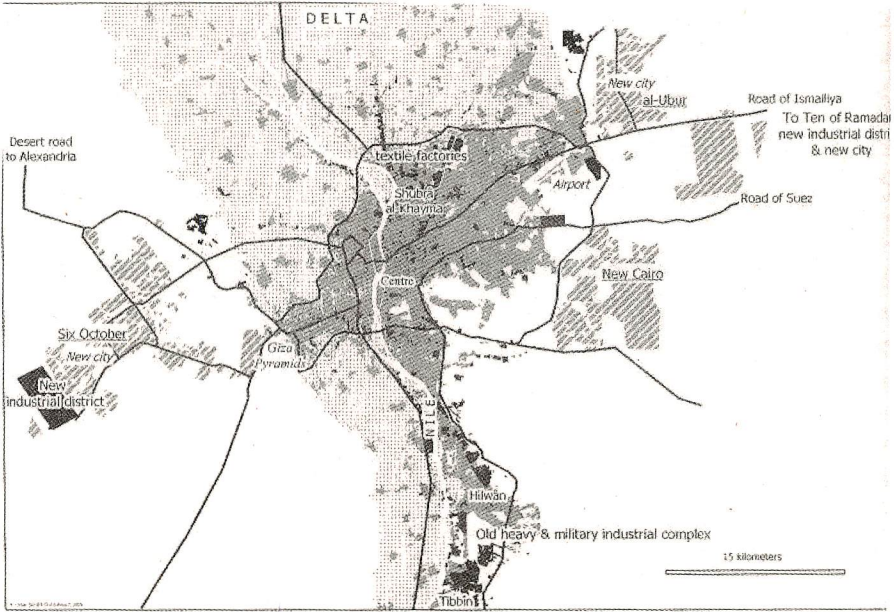 DELTA
New city
al-Ubur
Road of Ismailiya
To Ten of Ramadan
new industrial distri
& new city
Desert road
to Alexandria
textile factories
Shubra
al-Khayma
Airport
Road of Suez
Centre
New Cairo
Six October
New city
Giza
Pyramids
New
industrial district
NILE
Hilwan
Old heavy & military industrial complex
15 kilometers
Tibbin